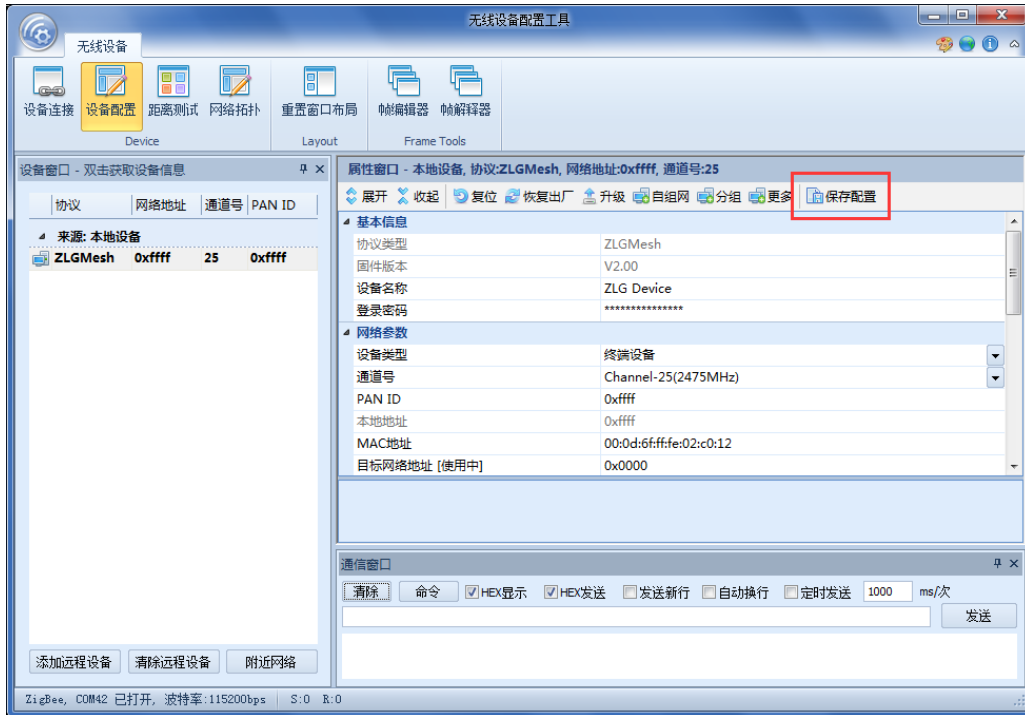 无线设备配置工具
无线设备
设备连接 设备配置 距离测试 网络拓扑 重置窗口布局 帧编辑器 帧解释器
Device Layout Frame Tools
设备窗口 - 双击获取设备信息
协议 网络地址 通道号 PAN ID
来源: 本地设备
ZLGMesh 0xffff 25 0xffff
添加远程设备 清除远程设备 附近网络
属性窗口 - 本地设备, 协议:ZLGMesh, 网络地址:0xffff, 通道号:25
展开 收起 复位 恢复出厂 升级 自组网 分组 更多 保存配置
基本信息
协议类型 ZLGMesh
固件版本 V2.00
设备名称 ZLG Device
登录密码 ***************
网络参数
设备类型 终端设备
通道号 Channel-25(2475MHz)
PAN ID 0xffff
本地地址 0xffff
MAC地址 00:0d:6f:ff:fe:02:c0:12
目标网络地址 [使用中] 0x0000
通信窗口
清除 命令 HEX显示 HEX发送 发送新行 自动换行 定时发送 1000 ms/次
发送
ZigBee, COM42 已打开, 波特率:115200bps S:0 R:0